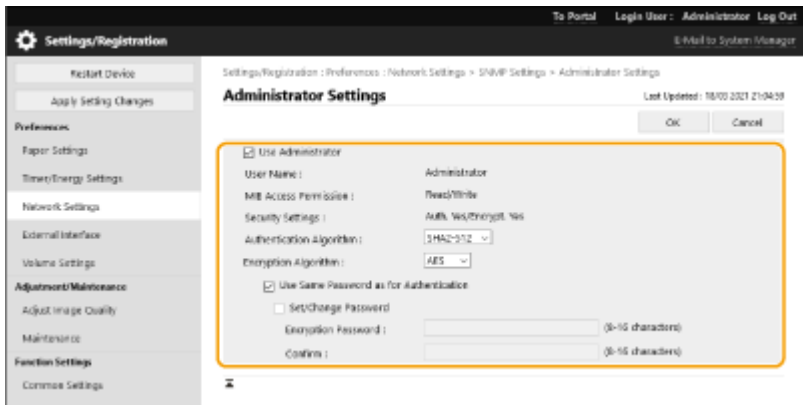 To Portal Login User : Administrator Log Out
Settings/Registration
E-Mail to System Manager
Restart Device
Apply Setting Changes
Preferences
Paper Settings
Timer/Energy Settings
Network Settings
External Interface
Volume Settings
Adjustment/Maintenance
Adjust Image Quality
Maintenance
Function Settings
Common Settings
Settings/Registration : Preferences : Network Settings > SNMP Settings > Administrator Settings
Administrator Settings
Last Updated : 18/03 2021 21:04:59
OK Cancel
Use Administrator
User Name : Administrator
MIB Access Permission : Read/Write
Security Settings : Auth. Yes/Encrypt. Yes
Authentication Algorithm : SHA2-512
Encryption Algorithm : AES
Use Same Password as for Authentication
Set/Change Password
Encryption Password : (8-16 characters)
Confirm : (8-16 characters)